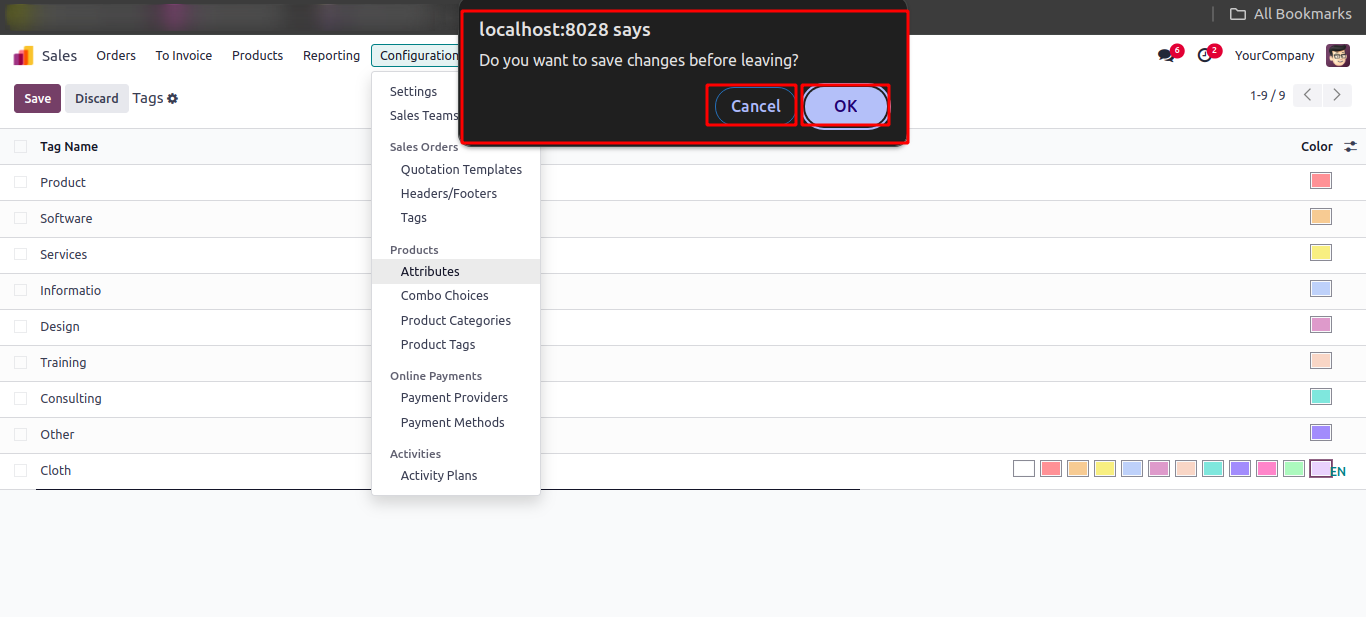 All Bookmarks
localhost:8028 says
Do you want to save changes before leaving?
Cancel OK
Sales Orders To Invoice Products Reporting Configuration 6 2 YourCompany
Save Discard Tags 1-9 / 9
Settings
Sales Teams
Sales Orders
Quotation Templates
Headers/Footers
Tags
Products
Attributes
Combo Choices
Product Categories
Product Tags
Online Payments
Payment Providers
Payment Methods
Activities
Activity Plans
Tag Name Color
Product
Software
Services
Informatio
Design
Training
Consulting
Other
Cloth EN